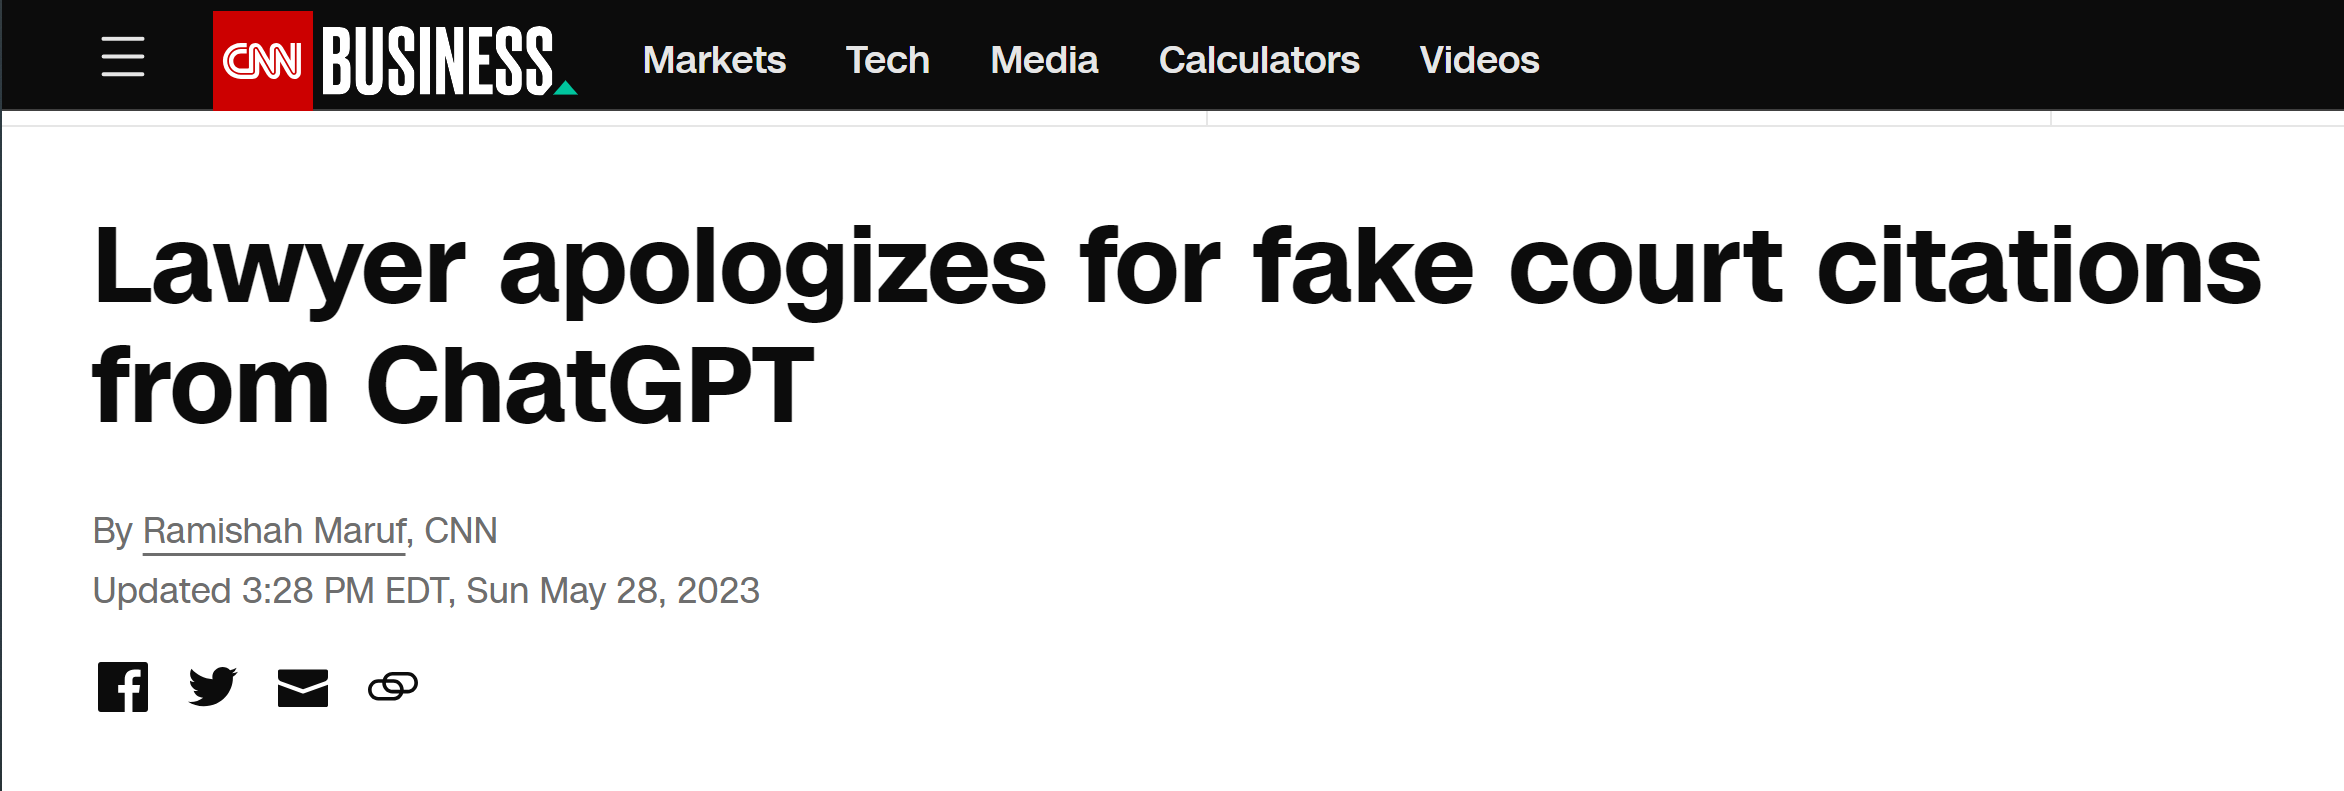 CNN BUSINESS Markets Tech Media Calculators Videos
Lawyer apologizes for fake court citations
from ChatGPT
By Ramishah Maruf, CNN
Updated 3:28 PM EDT, Sun May 28, 2023